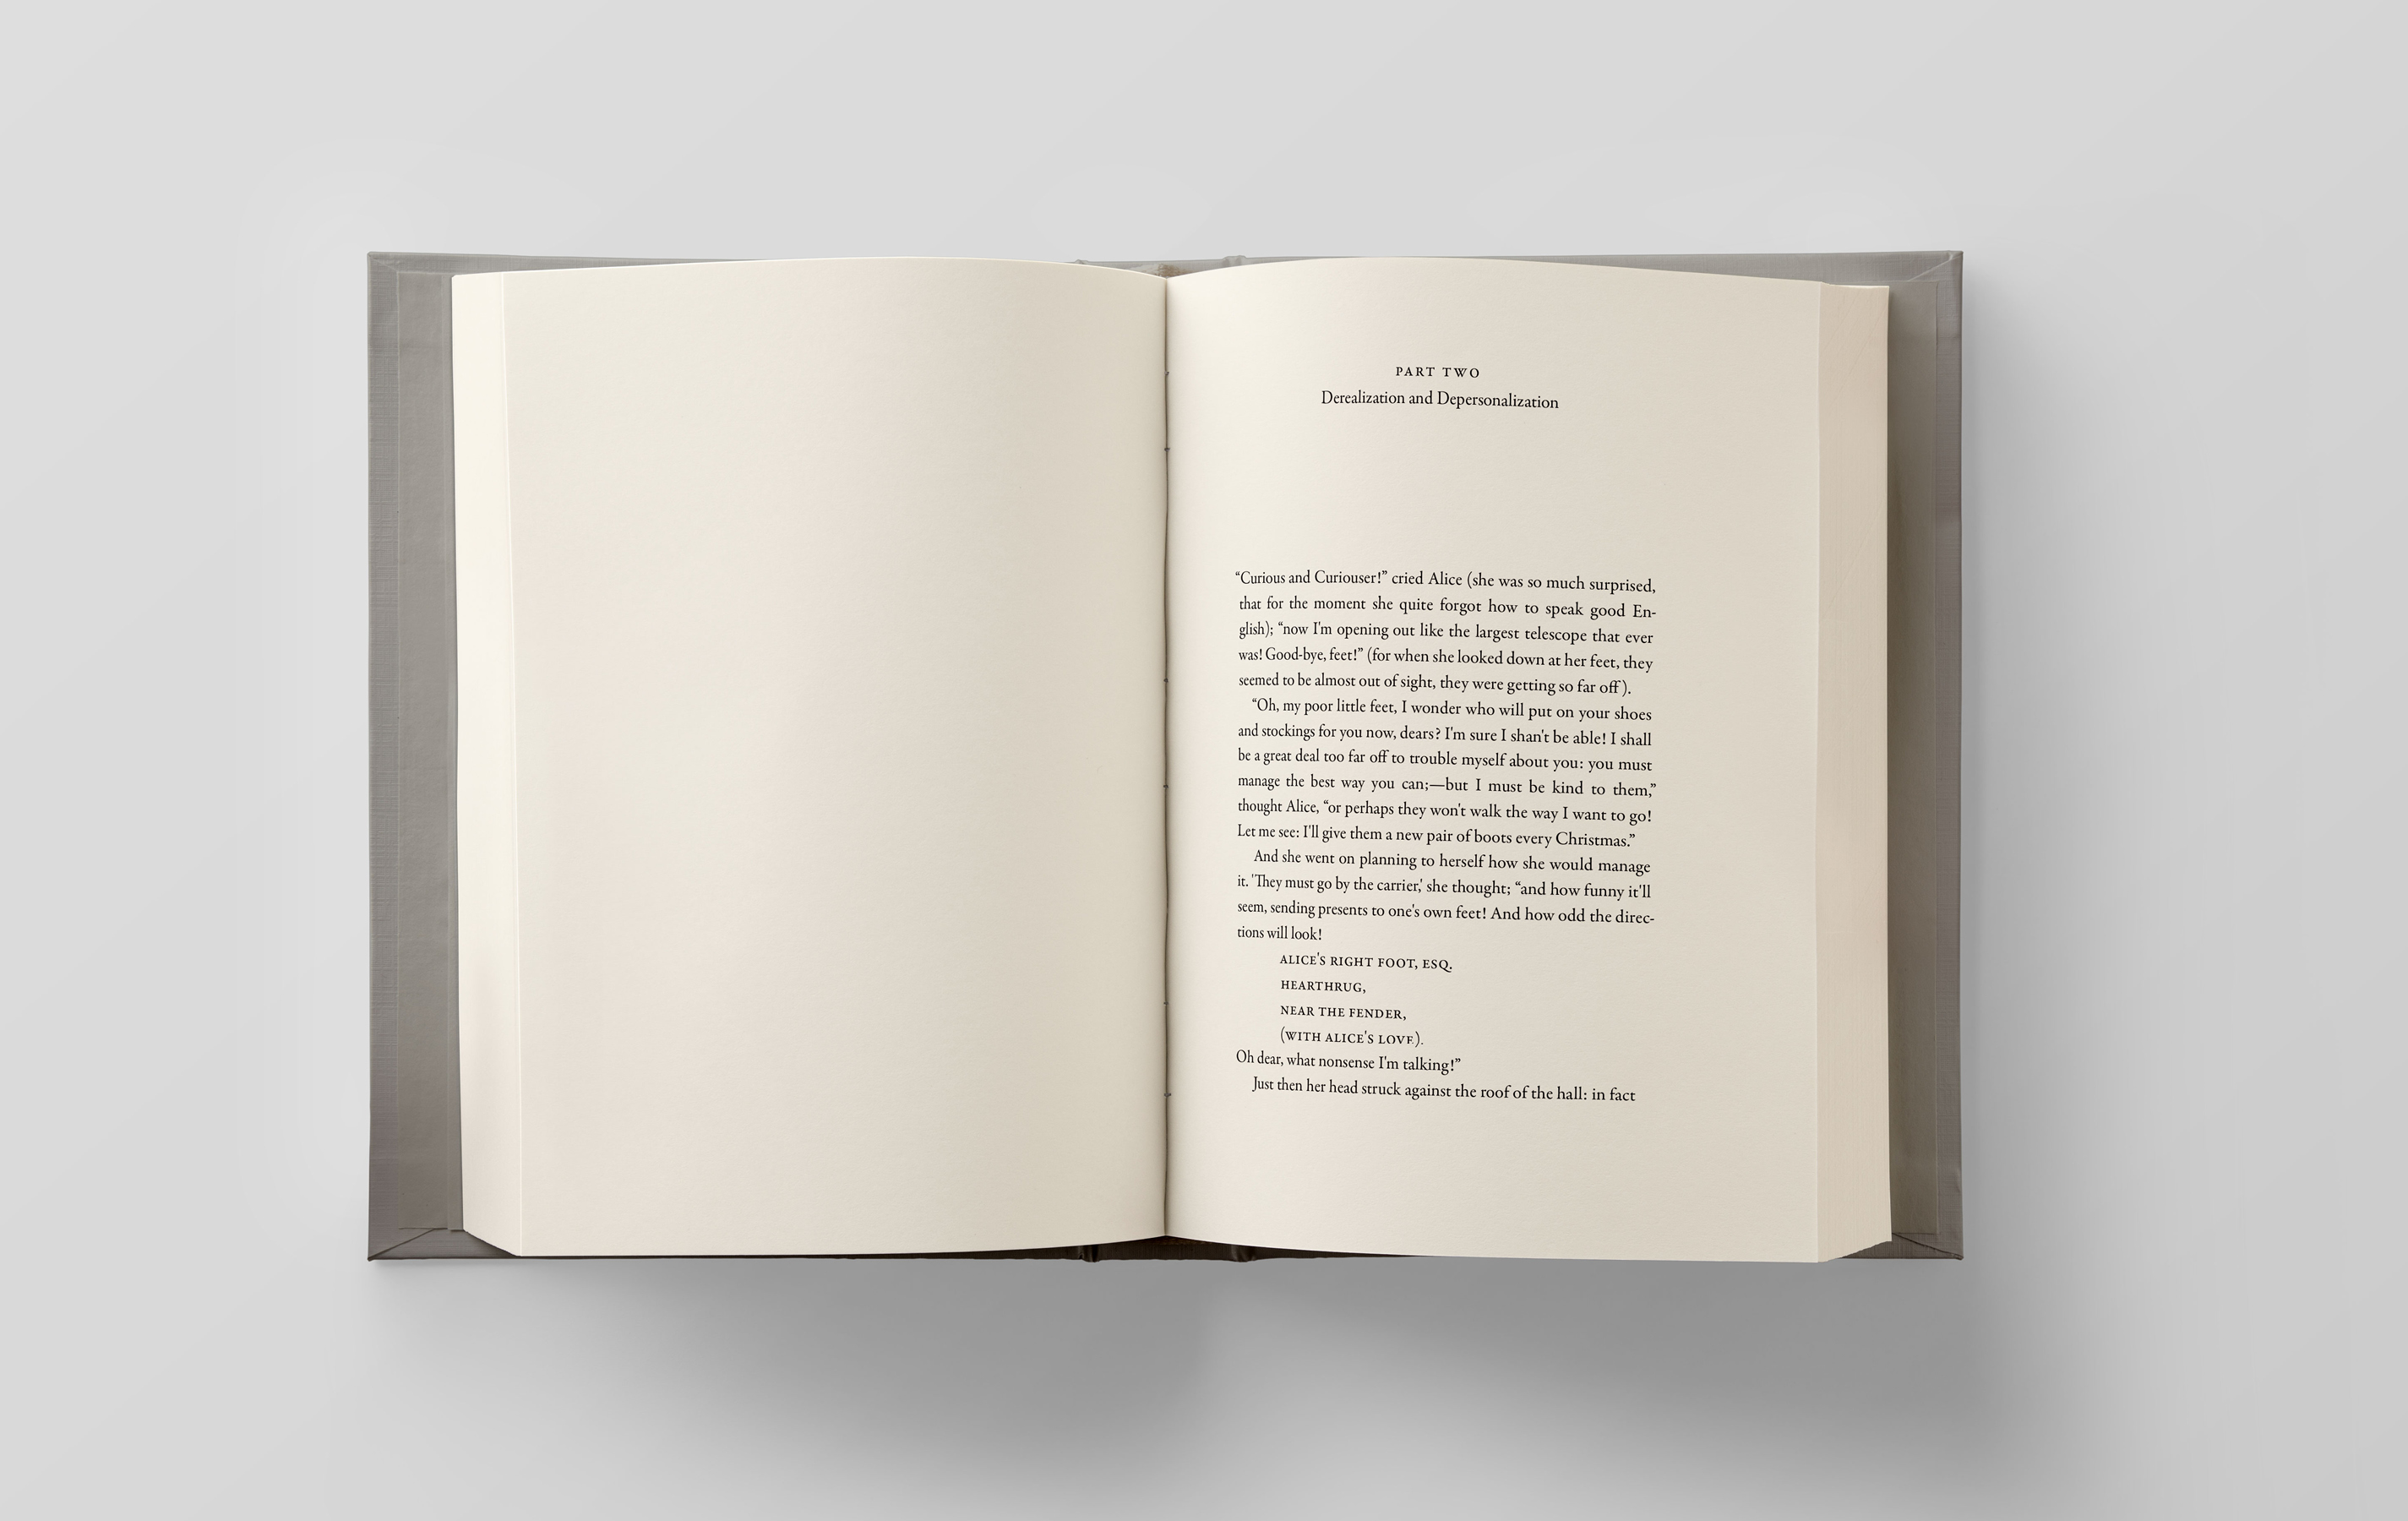 PART TWO
Derealization and Depersonalization
“Curious and Curiouser!” cried Alice (she was so much surprised,
that for the moment she quite forgot how to speak good En-
glish); “now I'm opening out like the largest telescope that ever
was! Good-bye, feet!” (for when she looked down at her feet, they
seemed to be almost out of sight, they were getting so far off).
“Oh, my poor little feet, I wonder who will put on your shoes
and stockings for you now, dears? I'm sure I shan't be able! I shall
be a great deal too far off to trouble myself about you: you must
manage the best way you can;—but I must be kind to them,”
thought Alice, “or perhaps they won't walk the way I want to go!
Let me see: I'll give them a new pair of boots every Christmas.”
And she went on planning to herself how she would manage
it. 'They must go by the carrier,' she thought; “and how funny it'll
seem, sending presents to one's own feet! And how odd the direc-
tions will look!
ALICE'S RIGHT FOOT, ESQ.
HEARTHRUG,
NEAR THE FENDER,
(WITH ALICE'S LOVE).
Oh dear, what nonsense I'm talking!”
Just then her head struck against the roof of the hall: in fact